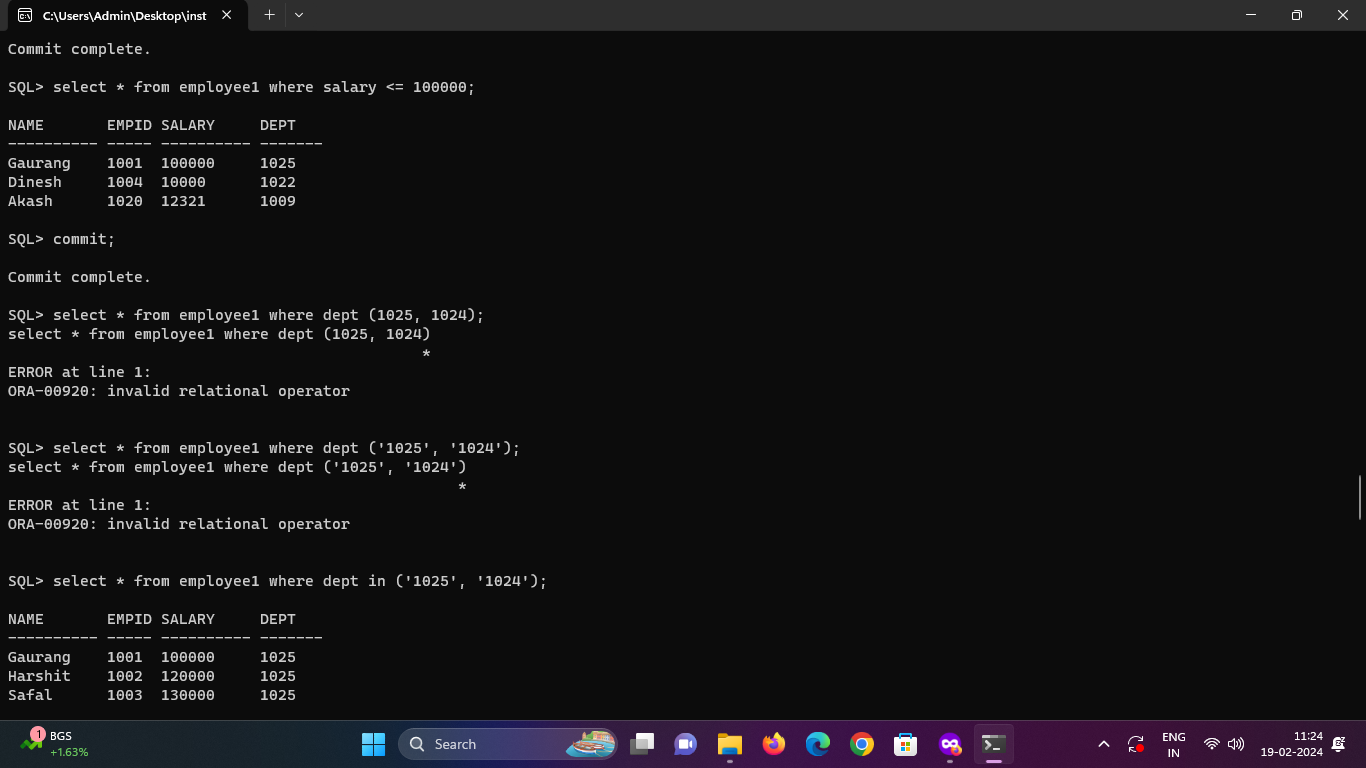 C:\Users\Admin\Desktop\inst
Commit complete.
SQL> select * from employee1 where salary <= 100000;
NAME       EMPID SALARY     DEPT
---------- ----- ---------- -------
Gaurang    1001  100000     1025
Dinesh     1004  10000      1022
Akash      1020  12321      1009
SQL> commit;
Commit complete.
SQL> select * from employee1 where dept (1025, 1024);
select * from employee1 where dept (1025, 1024)
                                              *
ERROR at line 1:
ORA-00920: invalid relational operator
SQL> select * from employee1 where dept ('1025', '1024');
select * from employee1 where dept ('1025', '1024')
                                                  *
ERROR at line 1:
ORA-00920: invalid relational operator
SQL> select * from employee1 where dept in ('1025', '1024');
NAME       EMPID SALARY     DEPT
---------- ----- ---------- -------
Gaurang    1001  100000     1025
Harshit    1002  120000     1025
Safal      1003  130000     1025
1
BGS
+1.63%
Search
ENG
IN
11:24
19-02-2024